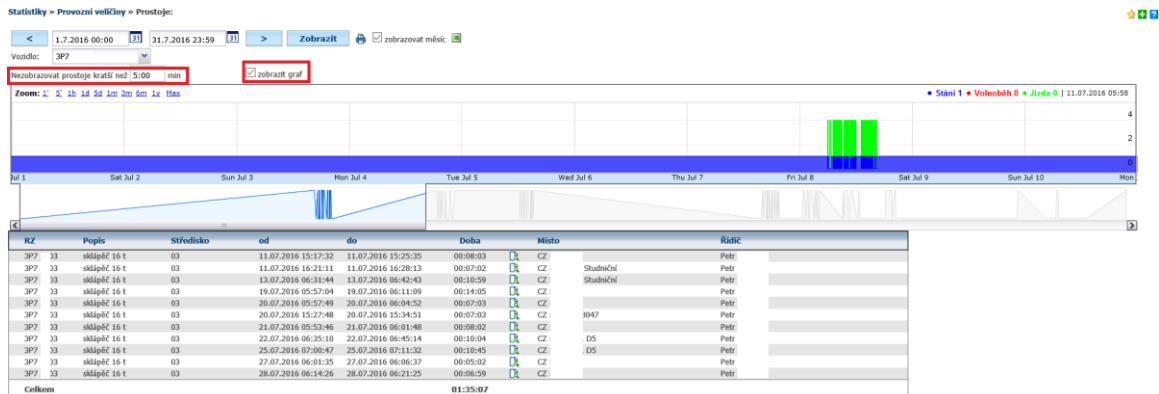 Statistiky » Provozní veličiny » Prostoje:
< 1.7.2016 00:00 31 31.7.2016 23:59 31 > Zobrazit zobrazovat měsíc
Vozidlo: 3P7
Nezobrazovat prostoje kratší než 5:00 min zobrazit graf
Zoom: 1' 5' 1h 1d 5d 1m 3m 6m 1y Max Stání 1 Volnoběh 0 Jízda 0 | 11.07.2016 05:58
4
2
0
Jul 1 Sat Jul 2 Sun Jul 3 Mon Jul 4 Tue Jul 5 Wed Jul 6 Thu Jul 7 Fri Jul 8 Sat Jul 9 Sun Jul 10 Mon
RZ Popis Středisko od do Doba Místo Řidič
3P7 03 sklápěč 16 t 03 11.07.2016 15:17:32 11.07.2016 15:25:35 00:08:03 CZ Petr
3P7 03 sklápěč 16 t 03 11.07.2016 16:21:11 11.07.2016 16:28:13 00:07:02 CZ Studniční Petr
3P7 03 sklápěč 16 t 03 13.07.2016 06:31:44 13.07.2016 06:42:43 00:10:59 CZ Studniční Petr
3P7 03 sklápěč 16 t 03 19.07.2016 05:57:04 19.07.2016 06:11:09 00:14:05 CZ Petr
3P7 03 sklápěč 16 t 03 20.07.2016 05:57:49 20.07.2016 06:04:52 00:07:03 CZ Petr
3P7 03 sklápěč 16 t 03 20.07.2016 15:27:48 20.07.2016 15:34:51 00:07:03 CZ 3047 Petr
3P7 03 sklápěč 16 t 03 21.07.2016 05:53:46 21.07.2016 06:01:48 00:08:02 CZ Petr
3P7 03 sklápěč 16 t 03 22.07.2016 06:35:10 22.07.2016 06:45:14 00:10:04 CZ D5 Petr
3P7 03 sklápěč 16 t 03 25.07.2016 07:00:47 25.07.2016 07:11:32 00:10:45 CZ D5 Petr
3P7 03 sklápěč 16 t 03 27.07.2016 06:01:35 27.07.2016 06:06:37 00:05:02 CZ Petr
3P7 03 sklápěč 16 t 03 28.07.2016 06:14:26 28.07.2016 06:21:25 00:06:59 CZ Petr
Celkem 01:35:07